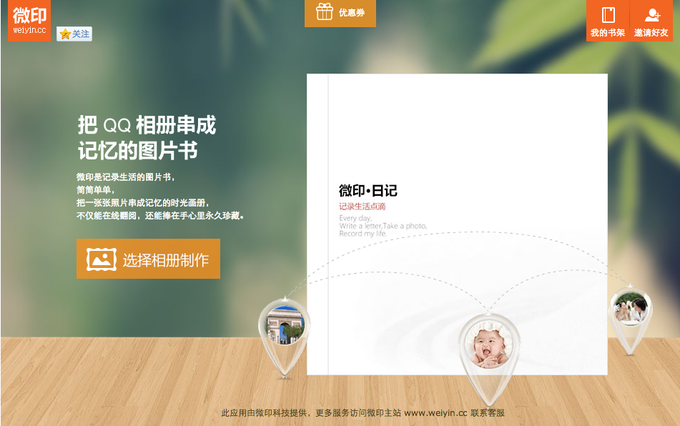 微印
weiyin.cc
关注
优惠券
我的书架
邀请好友
把 QQ 相册串成
记忆的图片书
微印是记录生活的图片书，
简简单单，
把一张张照片串成记忆的时光画册，
不仅能在线翻阅，还能捧在手心里永久珍藏。
选择相册制作
微印·日记
记录生活点滴
Every day,
Write a letter,Take a photo,
Record my life.
此应用由微印科技提供，更多服务访问微印主站 www.weiyin.cc 联系客服